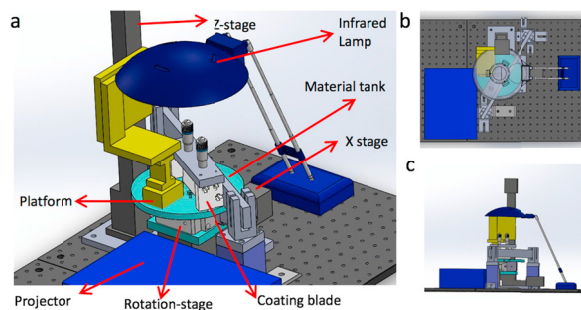 a
Z-stage
Infrared
Lamp
Material tank
X stage
Platform
Projector
Rotation-stage
Coating blade
b
c